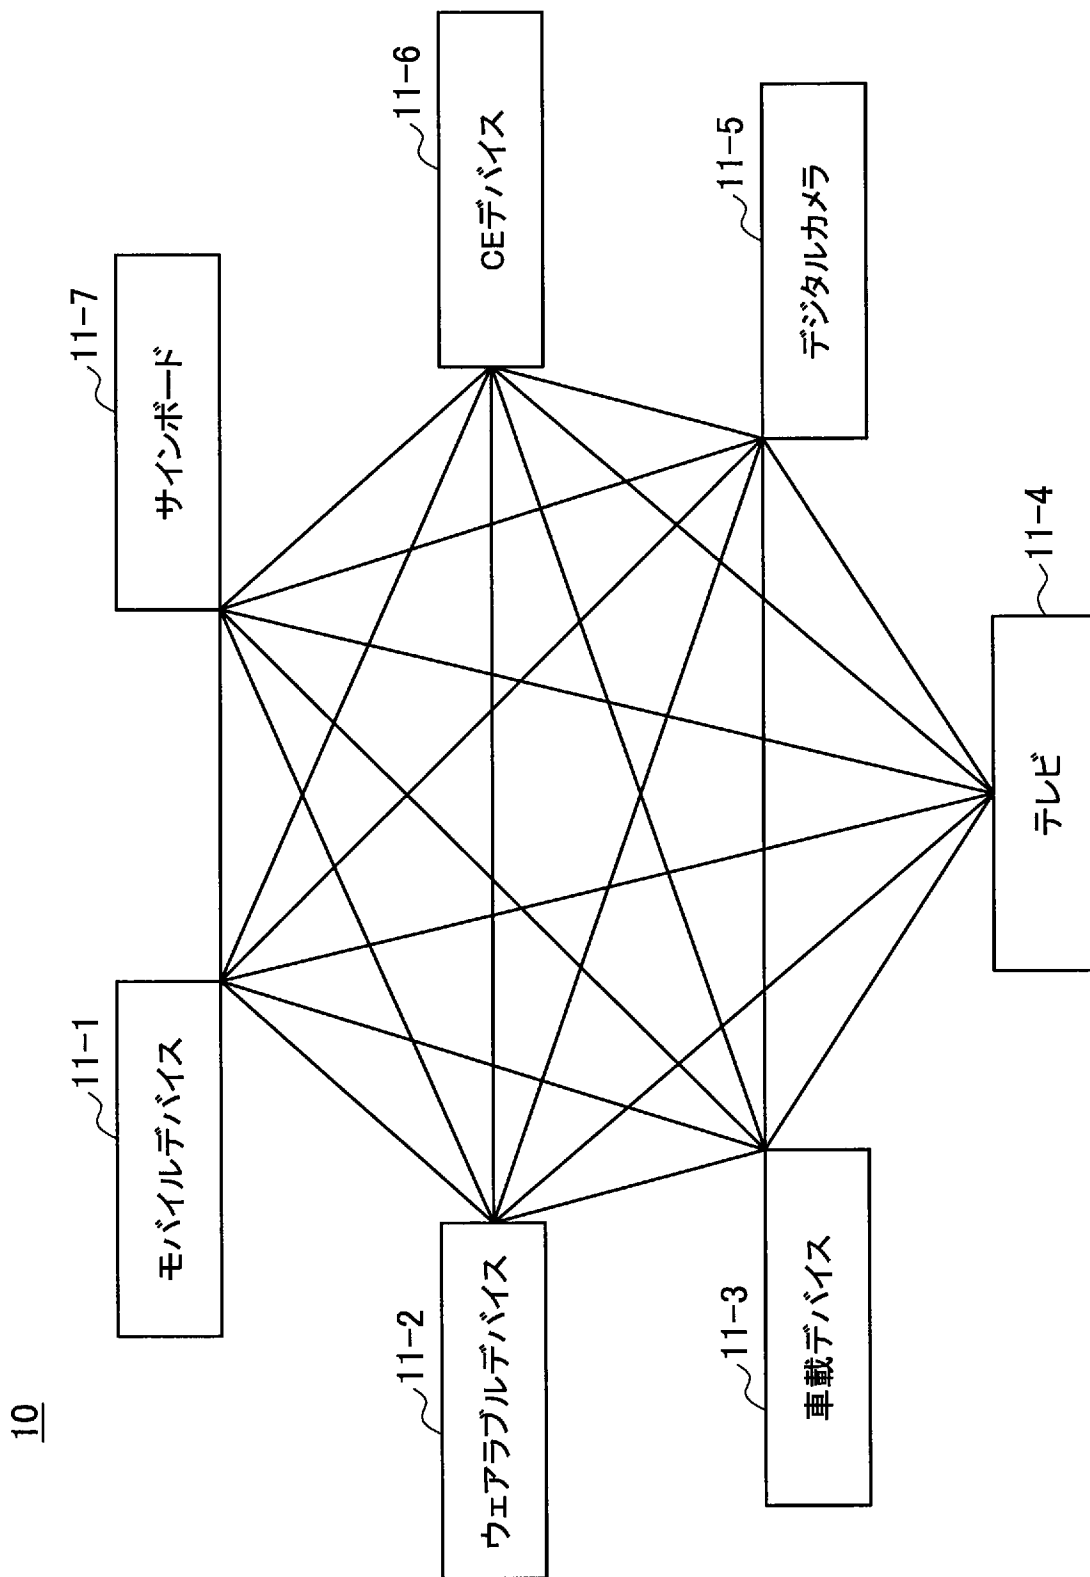 10
11-1
モバイルデバイス
11-7
サインボード
11-2
ウェアラブルデバイス
11-6
CEデバイス
11-3
車載デバイス
11-5
デジタルカメラ
11-4
テレビ